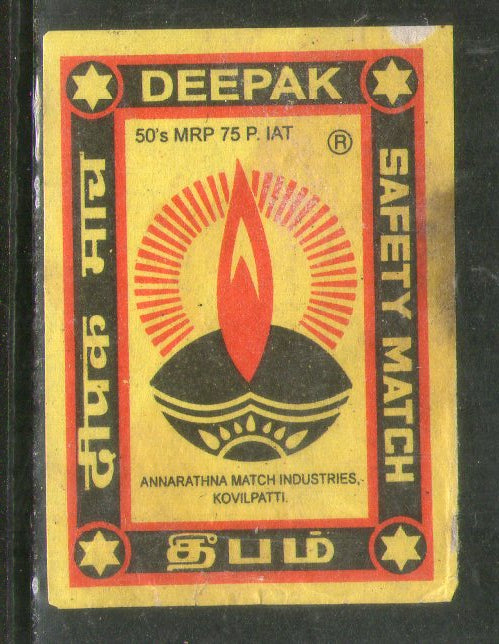 DEEPAK
50's MRP 75 P. IAT
®
दीपक माच
SAFETY MATCH
ANNARATHNA MATCH INDUSTRIES,
KOVILPATTI.
தீபம்